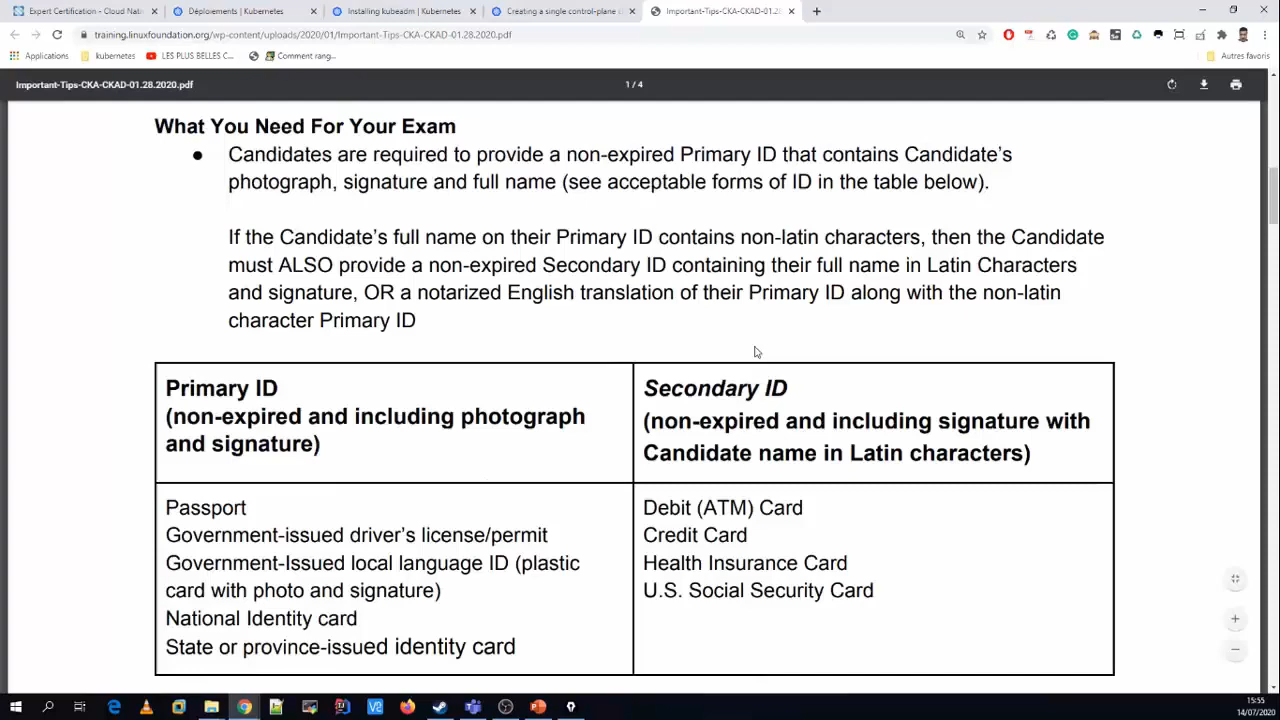 Expert Certification - Cloud Nati
Déploiements | Kubernetes
Installing kubeadm | Kubernetes
Creating a single control-plane
Important-Tips-CKA-CKAD-01.28
training.linuxfoundation.org/wp-content/uploads/2020/01/Important-Tips-CKA-CKAD-01.28.2020.pdf
Applications
kubernetes
LES PLUS BELLES C...
Comment rang...
Autres favoris
Important-Tips-CKA-CKAD-01.28.2020.pdf
1 / 4
What You Need For Your Exam
● Candidates are required to provide a non-expired Primary ID that contains Candidate's
photograph, signature and full name (see acceptable forms of ID in the table below).
If the Candidate's full name on their Primary ID contains non-latin characters, then the Candidate
must ALSO provide a non-expired Secondary ID containing their full name in Latin Characters
and signature, OR a notarized English translation of their Primary ID along with the non-latin
character Primary ID
Primary ID
(non-expired and including photograph
and signature)
Secondary ID
(non-expired and including signature with
Candidate name in Latin characters)
Passport
Government-issued driver's license/permit
Government-Issued local language ID (plastic
card with photo and signature)
National Identity card
State or province-issued identity card
Debit (ATM) Card
Credit Card
Health Insurance Card
U.S. Social Security Card
15:55
14/07/2020